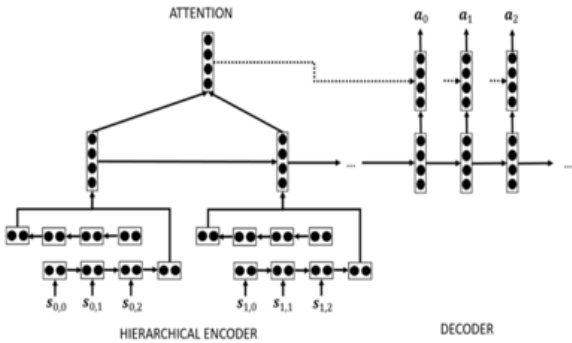 ATTENTION
a₀ a₁ a₂
... ...
s₀,₀ s₀,₁ s₀,₂ s₁,₀ s₁,₁ s₁,₂
HIERARCHICAL ENCODER
DECODER